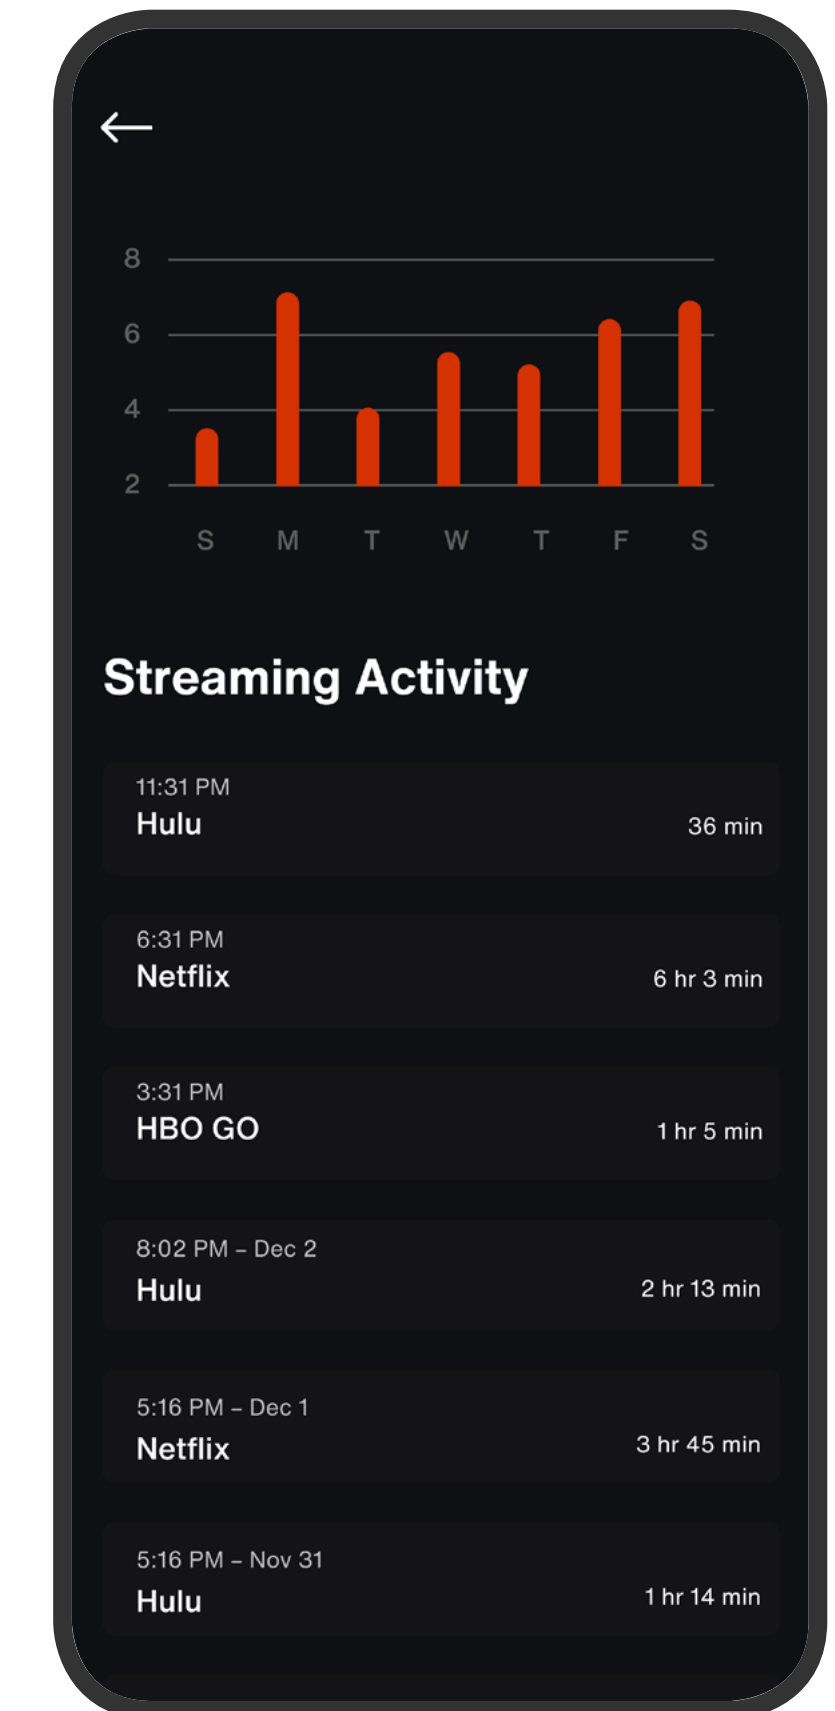 8
6
4
2
S M T W T F S
Streaming Activity
11:31 PM
Hulu
36 min
6:31 PM
Netflix
6 hr 3 min
3:31 PM
HBO GO
1 hr 5 min
8:02 PM – Dec 2
Hulu
2 hr 13 min
5:16 PM – Dec 1
Netflix
3 hr 45 min
5:16 PM – Nov 31
Hulu
1 hr 14 min